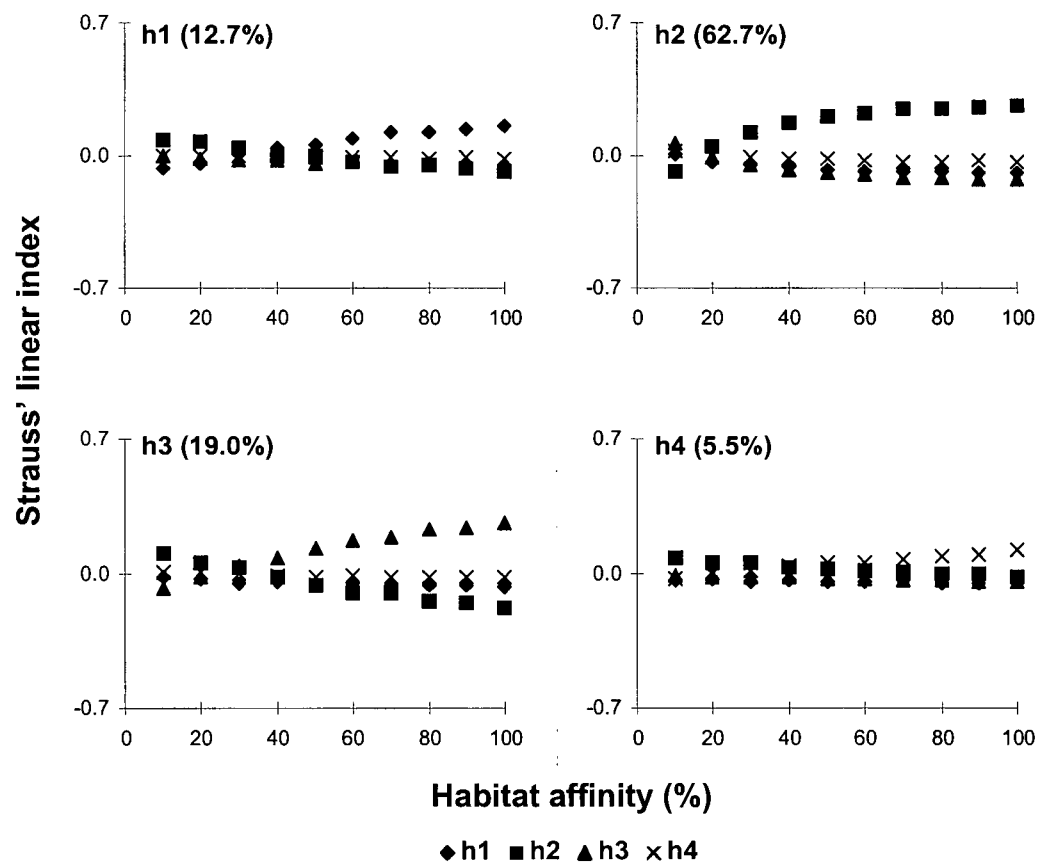 Strauss' linear index
h1 (12.7%)
0.7
0.0
-0.7
0 20 40 60 80 100
h2 (62.7%)
0.7
0.0
-0.7
0 20 40 60 80 100
h3 (19.0%)
0.7
0.0
-0.7
0 20 40 60 80 100
h4 (5.5%)
0.7
0.0
-0.7
0 20 40 60 80 100
Habitat affinity (%)
h1 h2 h3 h4